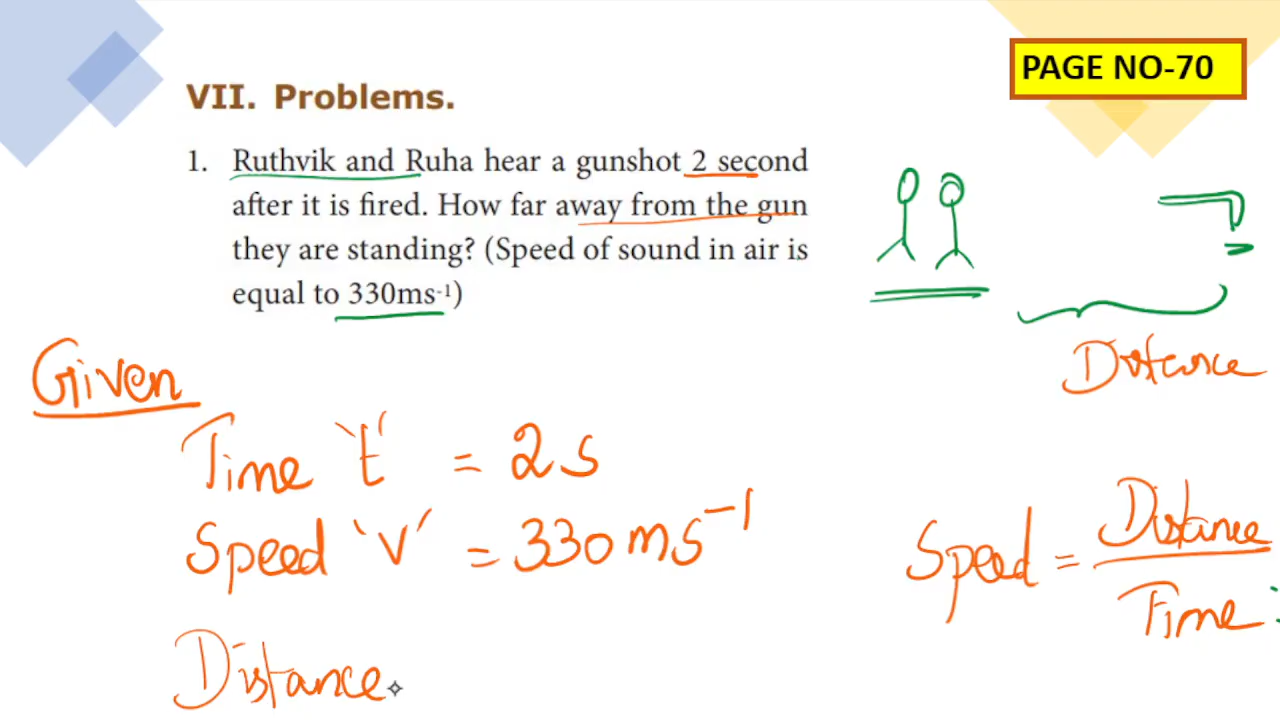 PAGE NO-70
VII. Problems.
1. Ruthvik and Ruha hear a gunshot 2 second
after it is fired. How far away from the gun
they are standing? (Speed of sound in air is
equal to 330ms⁻¹)
Distance
Given
Time 't' = 2s
Speed 'v' = 330 ms⁻¹
Speed = Distance
Time
Distance